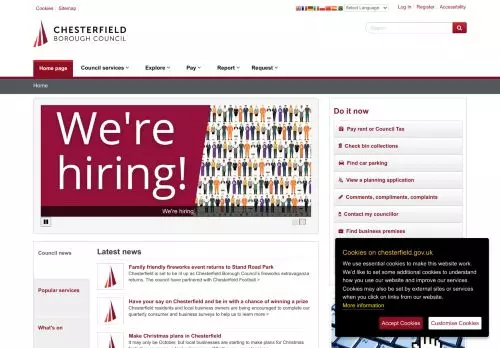 Cookies Sitemap
Select Language
Log In Register Accessibility
CHESTERFIELD
BOROUGH COUNCIL
Search
Home page Council services Explore Pay Report Request
Home
We're
hiring!
We're hiring
Do it now
Pay rent or Council Tax
Check bin collections
Find car parking
View a planning application
Comments, compliments, complaints
Contact my councillor
Find business premises
Council news
Popular services
What's on
Latest news
Family friendly fireworks event returns to Stand Road Park
Chesterfield is set to be lit up as Chesterfield Borough Council's fireworks extravaganza
returns. The council have partnered with Chesterfield Football >
Have your say on Chesterfield and be in with a chance of winning a prize
Chesterfield residents and local business owners are being encouraged to complete our
quarterly consumer and business surveys to help us to learn more >
Make Christmas plans in Chesterfield
It may only be October, but local businesses are starting to make plans for Christmas
Cookies on chesterfield.gov.uk
We use essential cookies to make this website work.
We'd like to set some additional cookies to understand
how you use our website and improve our services.
Cookies may also be set by external sites or services
when you click on links from our website.
More information
Accept Cookies Customise Cookies